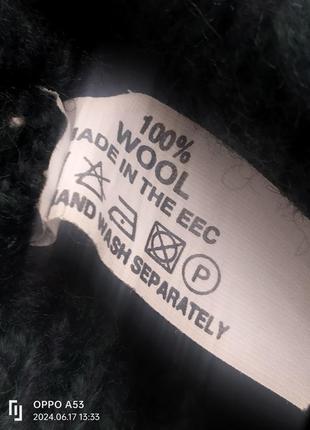 100%
WOOL
MADE IN THE EEC
P
HAND WASH SEPARATELY
OPPO A53
2024.06.17 13:33